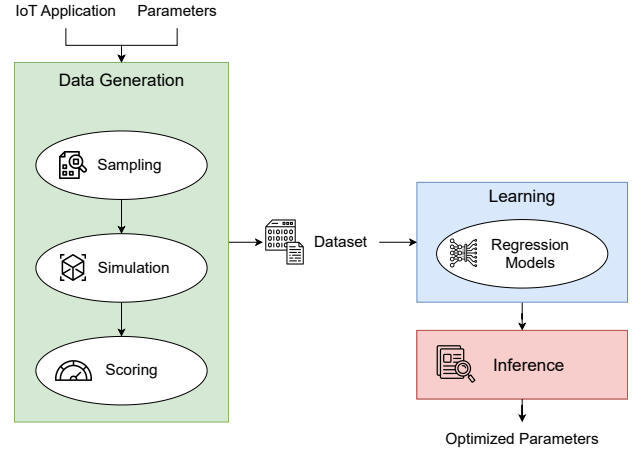 IoT Application
Parameters
Data Generation
Sampling
Simulation
Scoring
Dataset
Learning
Regression
Models
Inference
Optimized Parameters